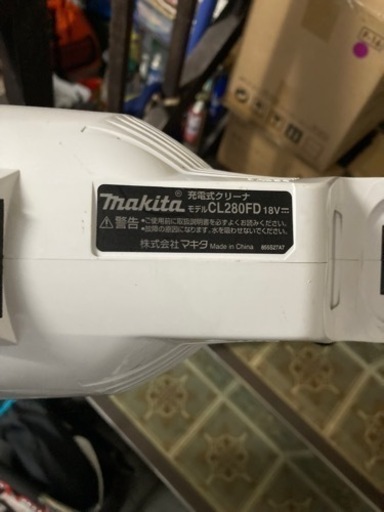 makita® 充電式クリーナ
モデルCL280FD 18V⎓
⚠警告 •ご使用前に取扱説明書を必ずよくお読みください。
•故障の原因になります。水を吸わせないでください。
株式会社マキタ Made in China